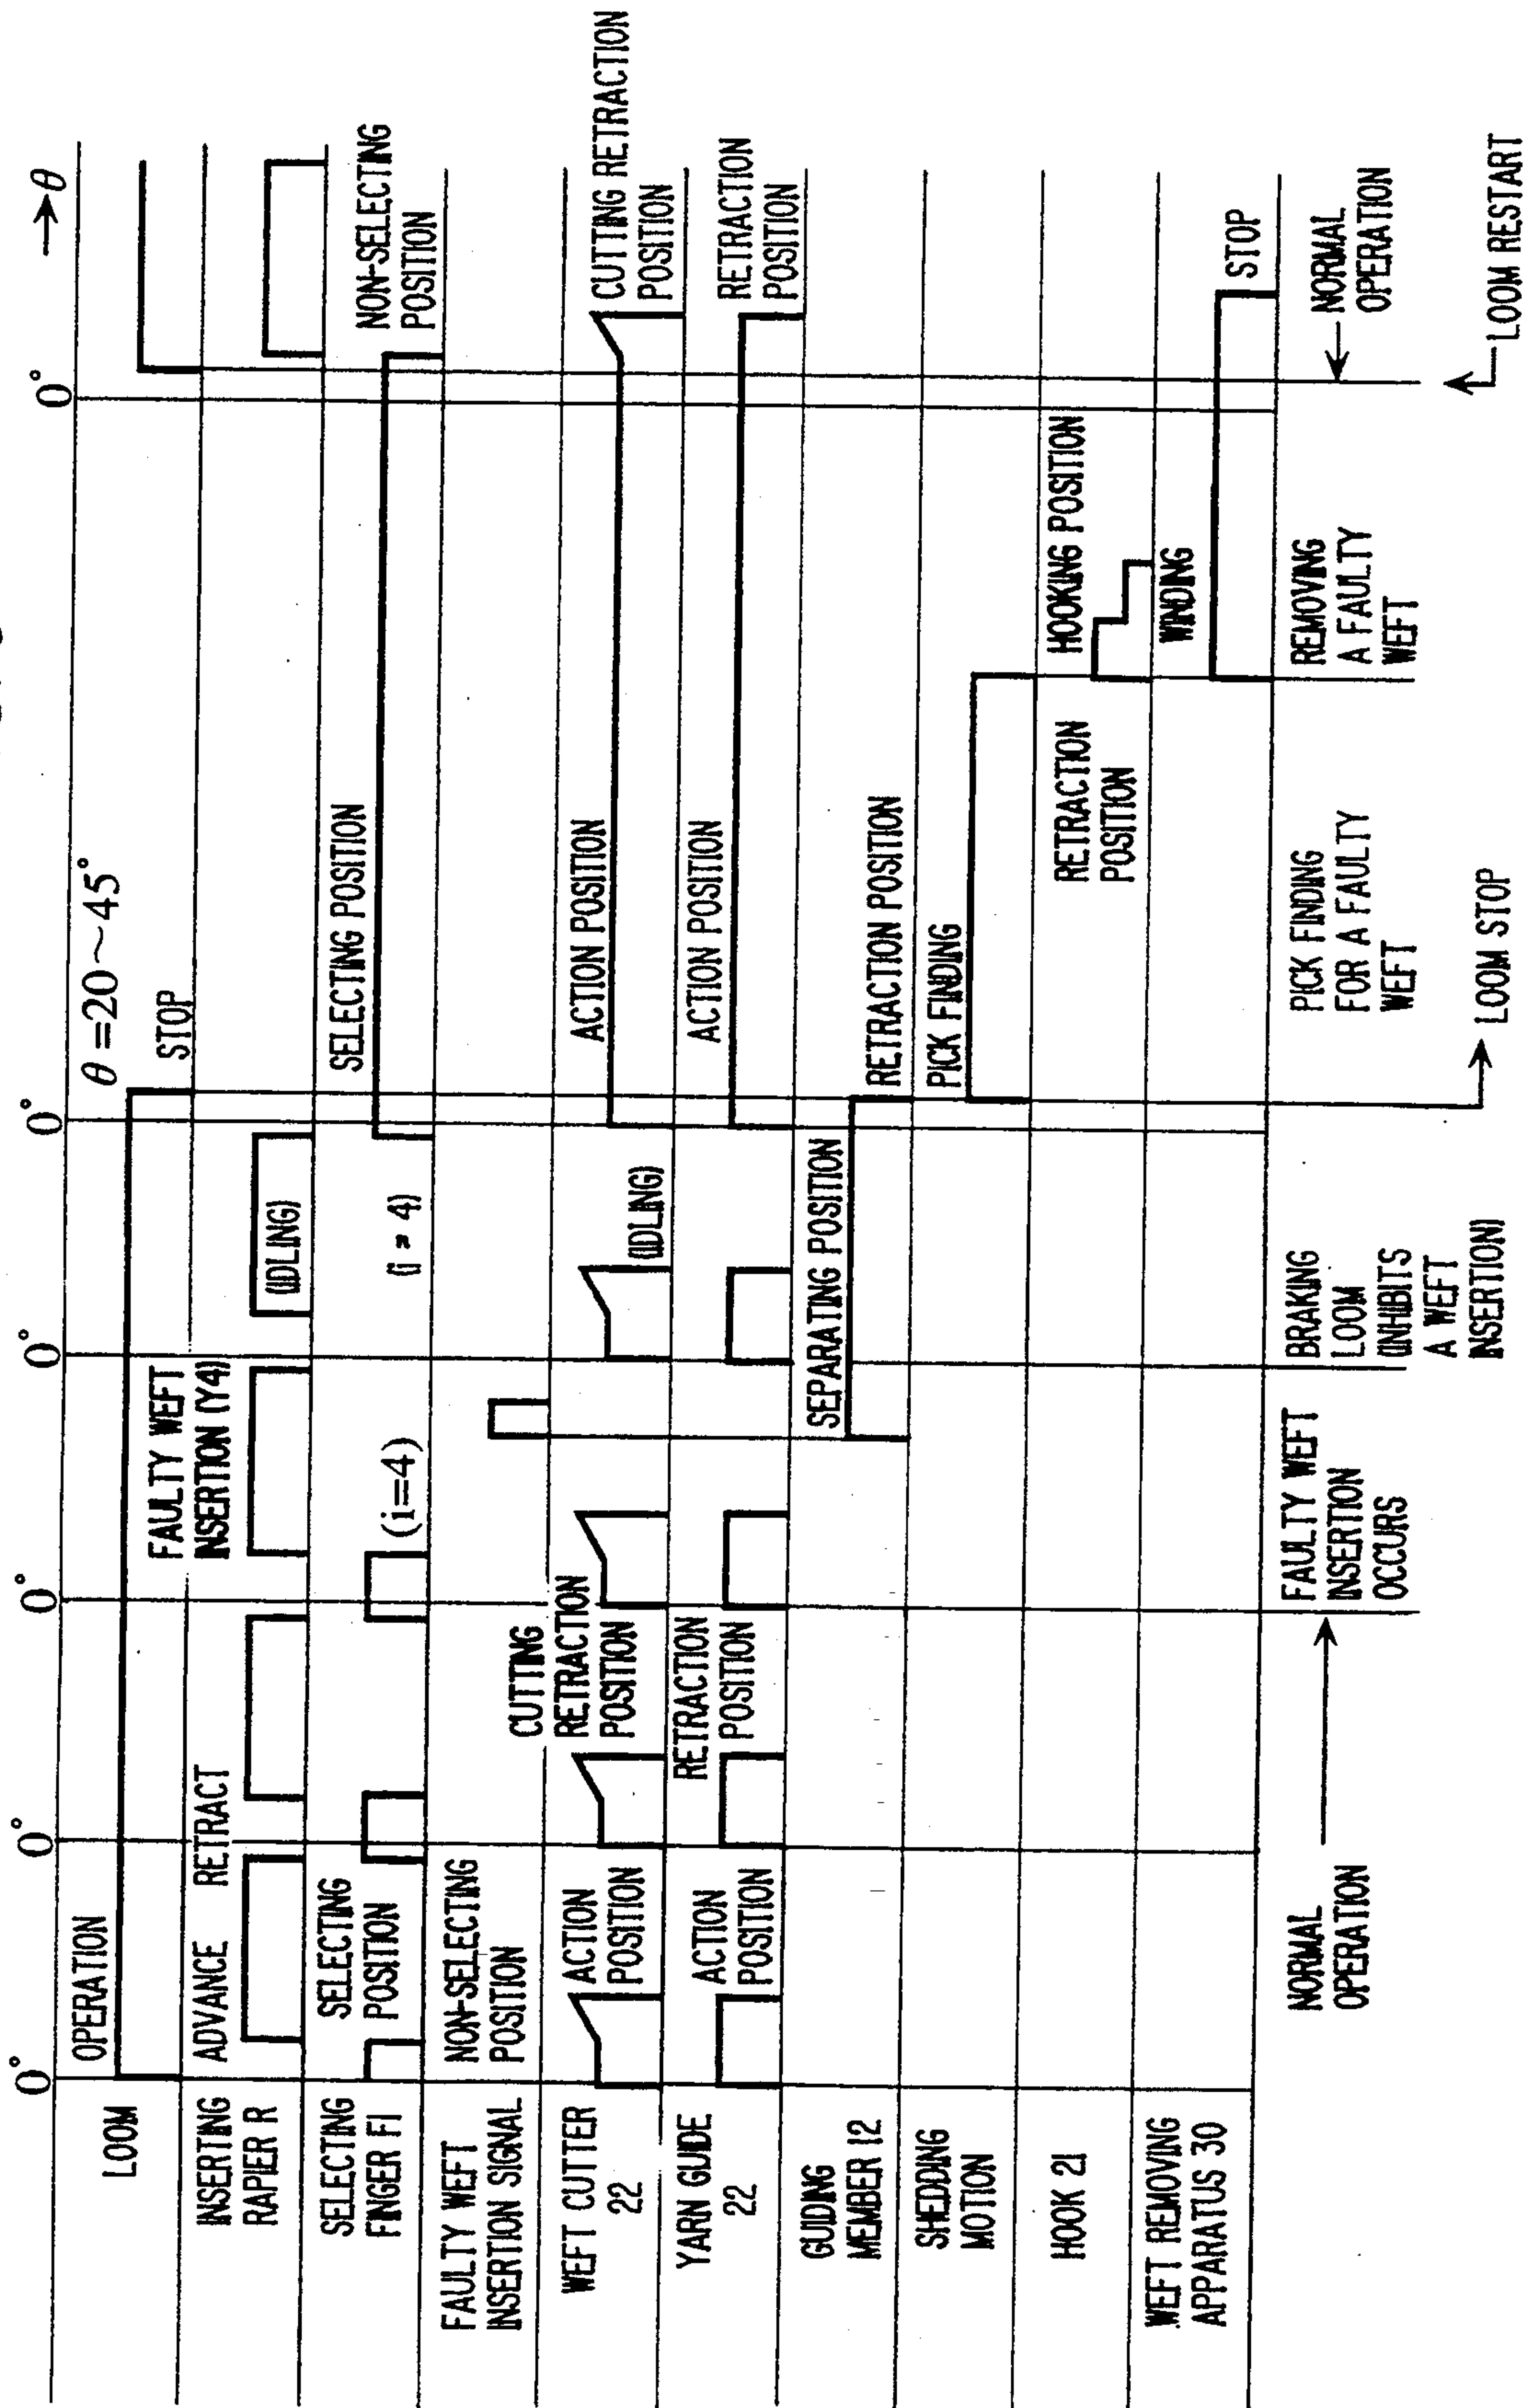 0° 0° 0° 0° 0° 0° → θ
θ =20~45°
LOOM
OPERATION
STOP
INSERTING
RAPIER R
ADVANCE RETRACT
FAULTY WEFT
INSERTION (Y4)
(IDLING)
SELECTING
FINGER FI
SELECTING
POSITION
(i=4)
(i = 4)
SELECTING POSITION
NON-SELECTING
POSITION
FAULTY WEFT
INSERTION SIGNAL
NON-SELECTING
POSITION
WEFT CUTTER
22
ACTION
POSITION
CUTTING
RETRACTION
POSITION
(IDLING)
ACTION POSITION
CUTTING RETRACTION
POSITION
YARN GUIDE
22
ACTION
POSITION
RETRACTION
POSITION
ACTION POSITION
RETRACTION
POSITION
GUIDING
MEMBER 12
SEPARATING POSITION
RETRACTION POSITION
SHEDDING
MOTION
PICK FINDING
HOOK 21
RETRACTION
POSITION
HOOKING POSITION
WEFT REMOVING
APPARATUS 30
WINDING
STOP
NORMAL
OPERATION
FAULTY WEFT
INSERTION
OCCURS
BRAKING
LOOM
(INHIBITS
A WEFT
INSERTION)
PICK FINDING
FOR A FAULTY
WEFT
REMOVING
A FAULTY
WEFT
NORMAL
OPERATION
LOOM STOP
LOOM RESTART